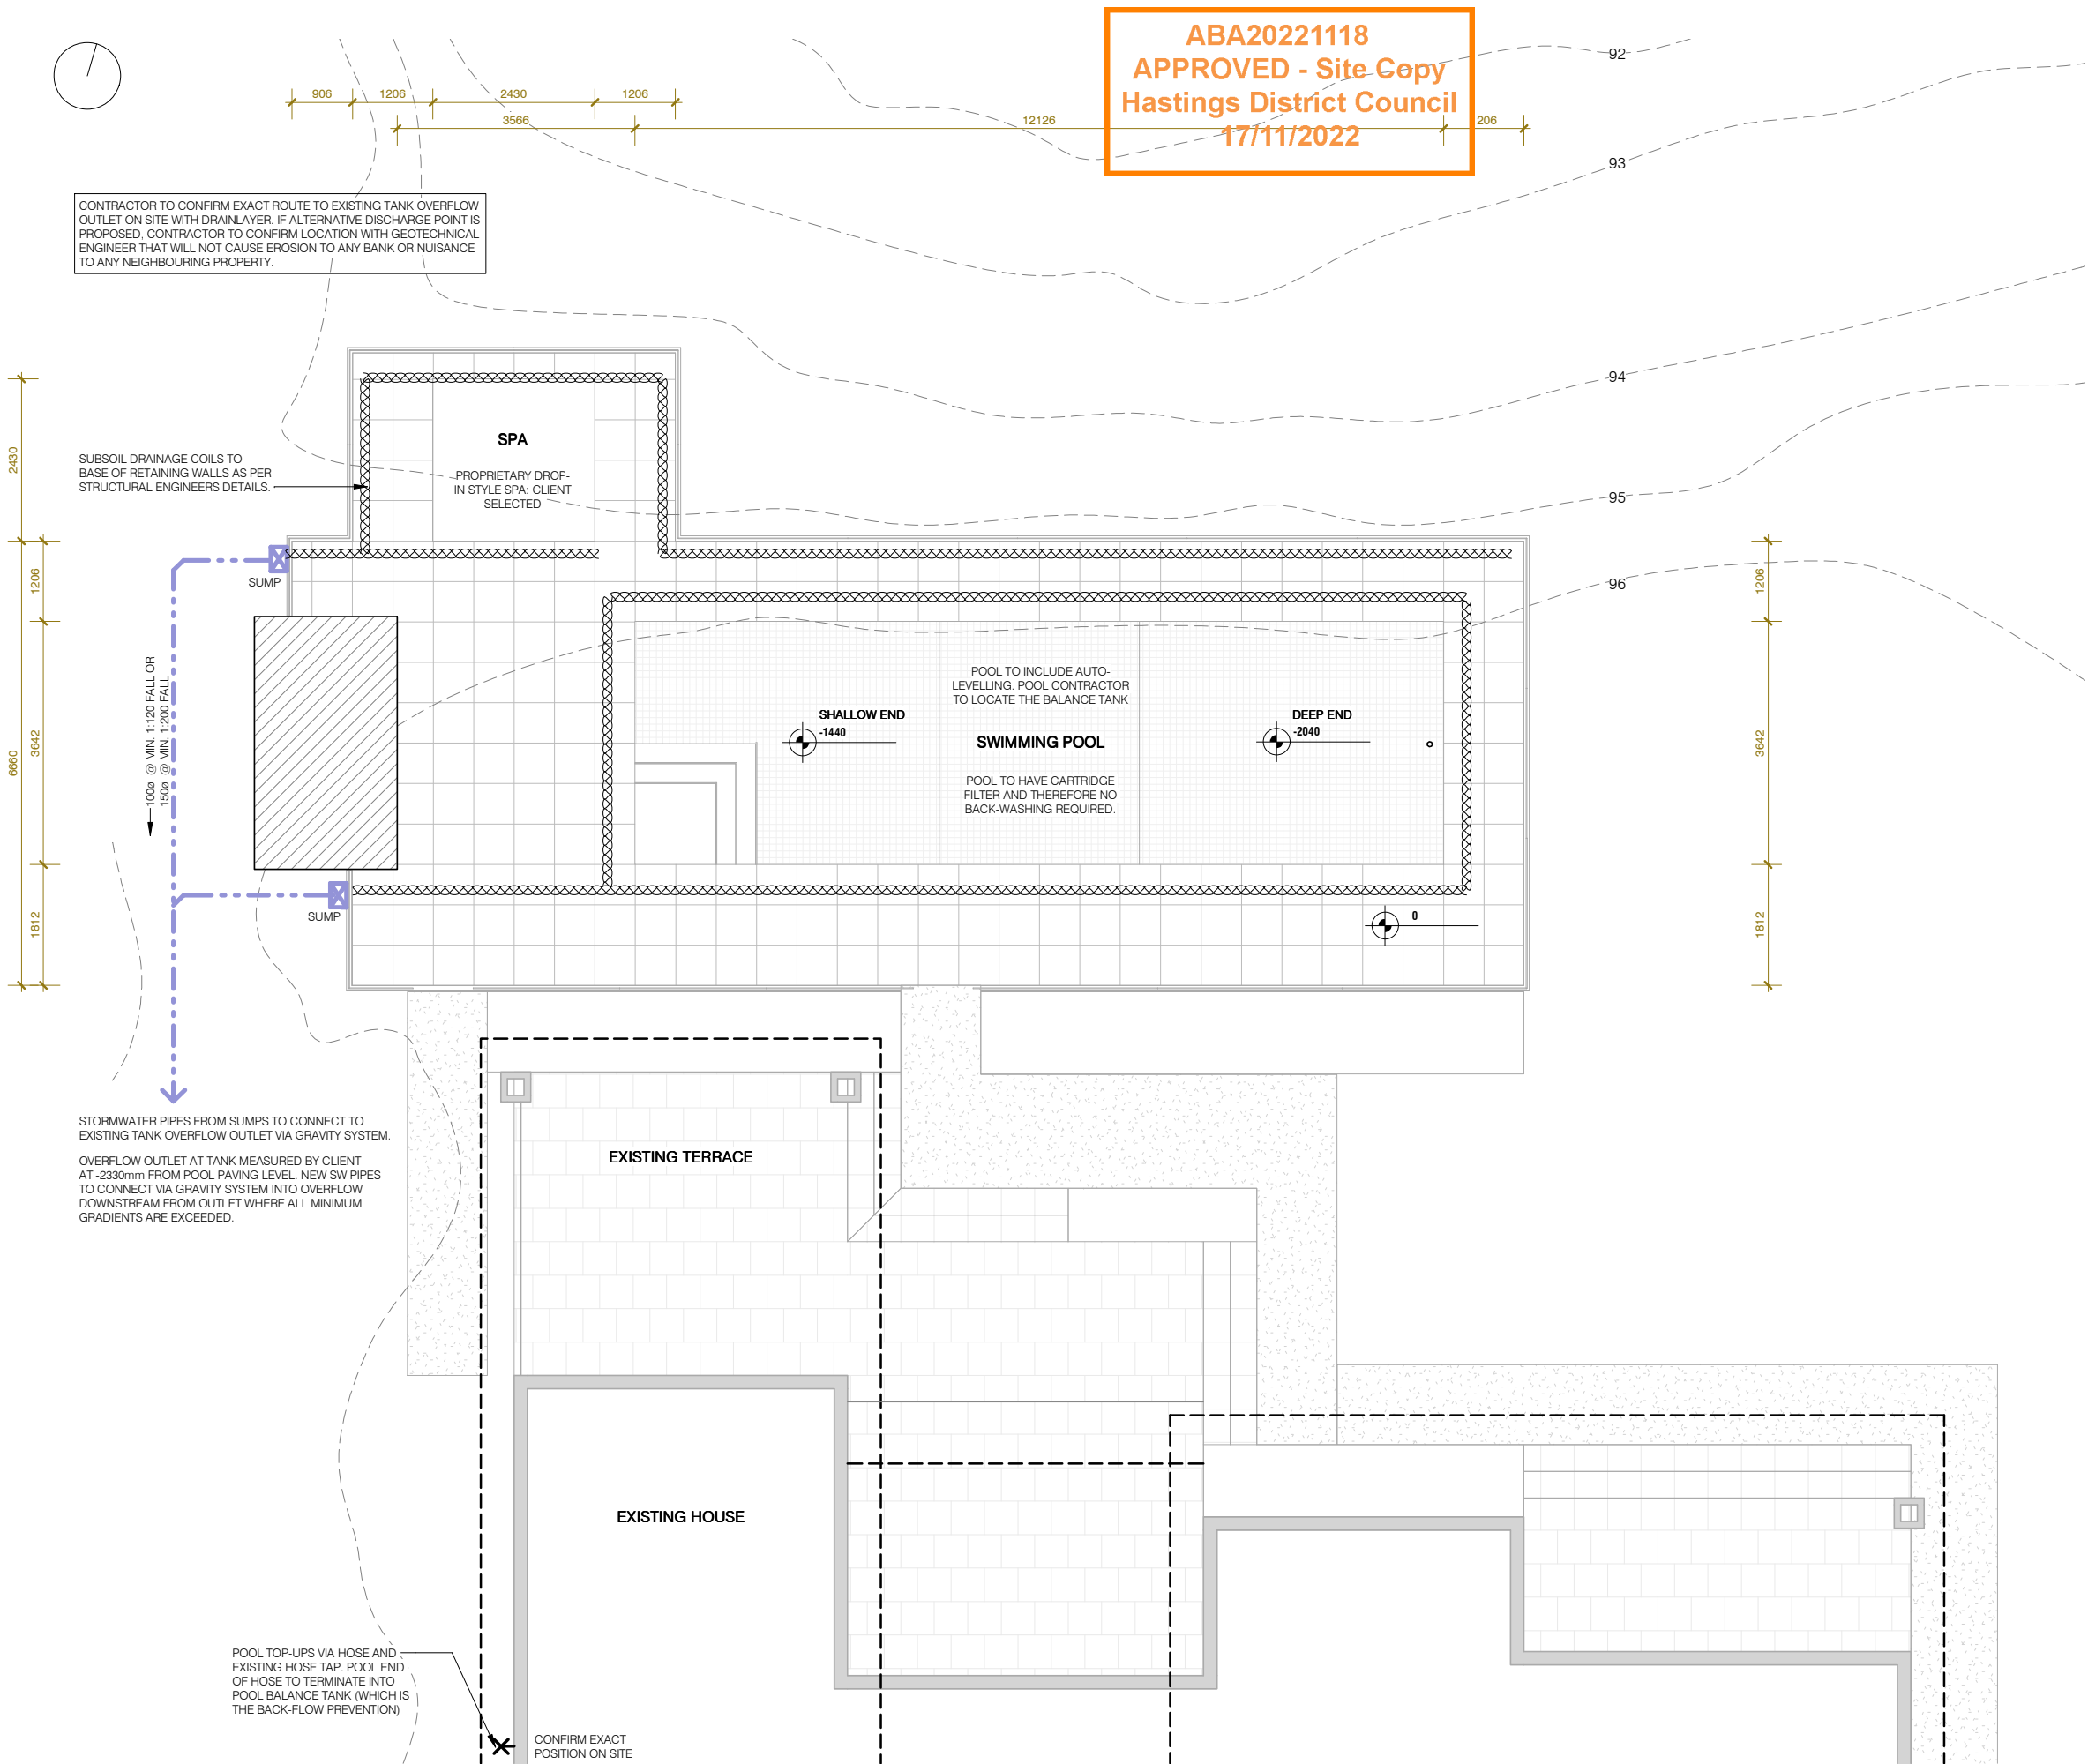 ABA20221118
APPROVED - Site Copy
Hastings District Council
17/11/2022
92
906
1206
2430
1206
3566
12126
206
93
CONTRACTOR TO CONFIRM EXACT ROUTE TO EXISTING TANK OVERFLOW
OUTLET ON SITE WITH DRAINLAYER. IF ALTERNATIVE DISCHARGE POINT IS
PROPOSED, CONTRACTOR TO CONFIRM LOCATION WITH GEOTECHNICAL
ENGINEER THAT WILL NOT CAUSE EROSION TO ANY BANK OR NUISANCE
TO ANY NEIGHBOURING PROPERTY.
94
2430
SPA
PROPRIETARY DROP-
IN STYLE SPA: CLIENT
SELECTED
SUBSOIL DRAINAGE COILS TO
BASE OF RETAINING WALLS AS PER
STRUCTURAL ENGINEERS DETAILS.
95
96
SUMP
1206
1206
6660
3642
3642
1812
1812
100ø @ MIN. 1:120 FALL OR
150ø @ MIN. 1:200 FALL
POOL TO INCLUDE AUTO-
LEVELLING. POOL CONTRACTOR
TO LOCATE THE BALANCE TANK
SHALLOW END
-1440
SWIMMING POOL
DEEP END
-2040
POOL TO HAVE CARTRIDGE
FILTER AND THEREFORE NO
BACK-WASHING REQUIRED.
SUMP
0
STORMWATER PIPES FROM SUMPS TO CONNECT TO
EXISTING TANK OVERFLOW OUTLET VIA GRAVITY SYSTEM.
OVERFLOW OUTLET AT TANK MEASURED BY CLIENT
AT -2330mm FROM POOL PAVING LEVEL. NEW SW PIPES
TO CONNECT VIA GRAVITY SYSTEM INTO OVERFLOW
DOWNSTREAM FROM OUTLET WHERE ALL MINIMUM
GRADIENTS ARE EXCEEDED.
EXISTING TERRACE
EXISTING HOUSE
POOL TOP-UPS VIA HOSE AND
EXISTING HOSE TAP. POOL END
OF HOSE TO TERMINATE INTO
POOL BALANCE TANK (WHICH IS
THE BACK-FLOW PREVENTION)
CONFIRM EXACT
POSITION ON SITE